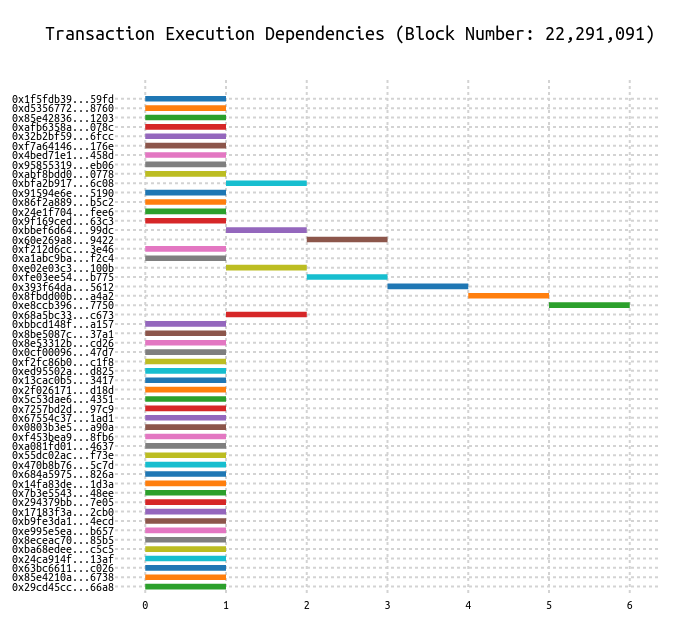 Transaction Execution Dependencies (Block Number: 22,291,091)
0x1f5fdb39...59fd
0xd5356772...8760
0x85e42836...1203
0xafb6358a...078c
0x32b2bf59...6fcc
0xf7a64146...176e
0x4bed71e1...458d
0x95855319...eb06
0xabf8bdd0...0778
0xbfa2b917...6c08
0x91594e6e...5190
0x86f2a889...b5c2
0x24e1f704...fee6
0x9f169ced...63c3
0xbbef6d64...99dc
0x60e269a8...9422
0xf212d6cc...3e46
0xa1abc9ba...f2c4
0xe02e03c3...100b
0xfe03ee54...b775
0x393f64da...5612
0x8fbdd00b...a4a2
0xe8ccb396...7750
0x68a5bc33...c673
0xbbcd148f...a157
0x8be5087c...37a1
0x8e53312b...cd26
0x0cf00096...47d7
0xf2fc86b0...c1f8
0xed95502a...d825
0x13cac0b5...3417
0x2f026171...d18d
0x5c53dae6...4351
0x7257bd2d...97c9
0x67554c37...1ad1
0x0803b3e5...a90a
0xf453bea9...8fb6
0xa081fd01...4637
0x55dc02ac...f73e
0x470b8b76...5c7d
0x684a5975...826a
0x14fa83de...1d3a
0x7b3e5543...48ee
0x294379bb...7e05
0x17183f3a...2cb0
0xb9fe3da1...4ecd
0xe995e5ea...b657
0x8eceac70...85b5
0xba68edee...c5c5
0x24ca914f...13af
0x63bc6611...c026
0x85e4210a...6738
0x29cd45cc...66a8
0 1 2 3 4 5 6